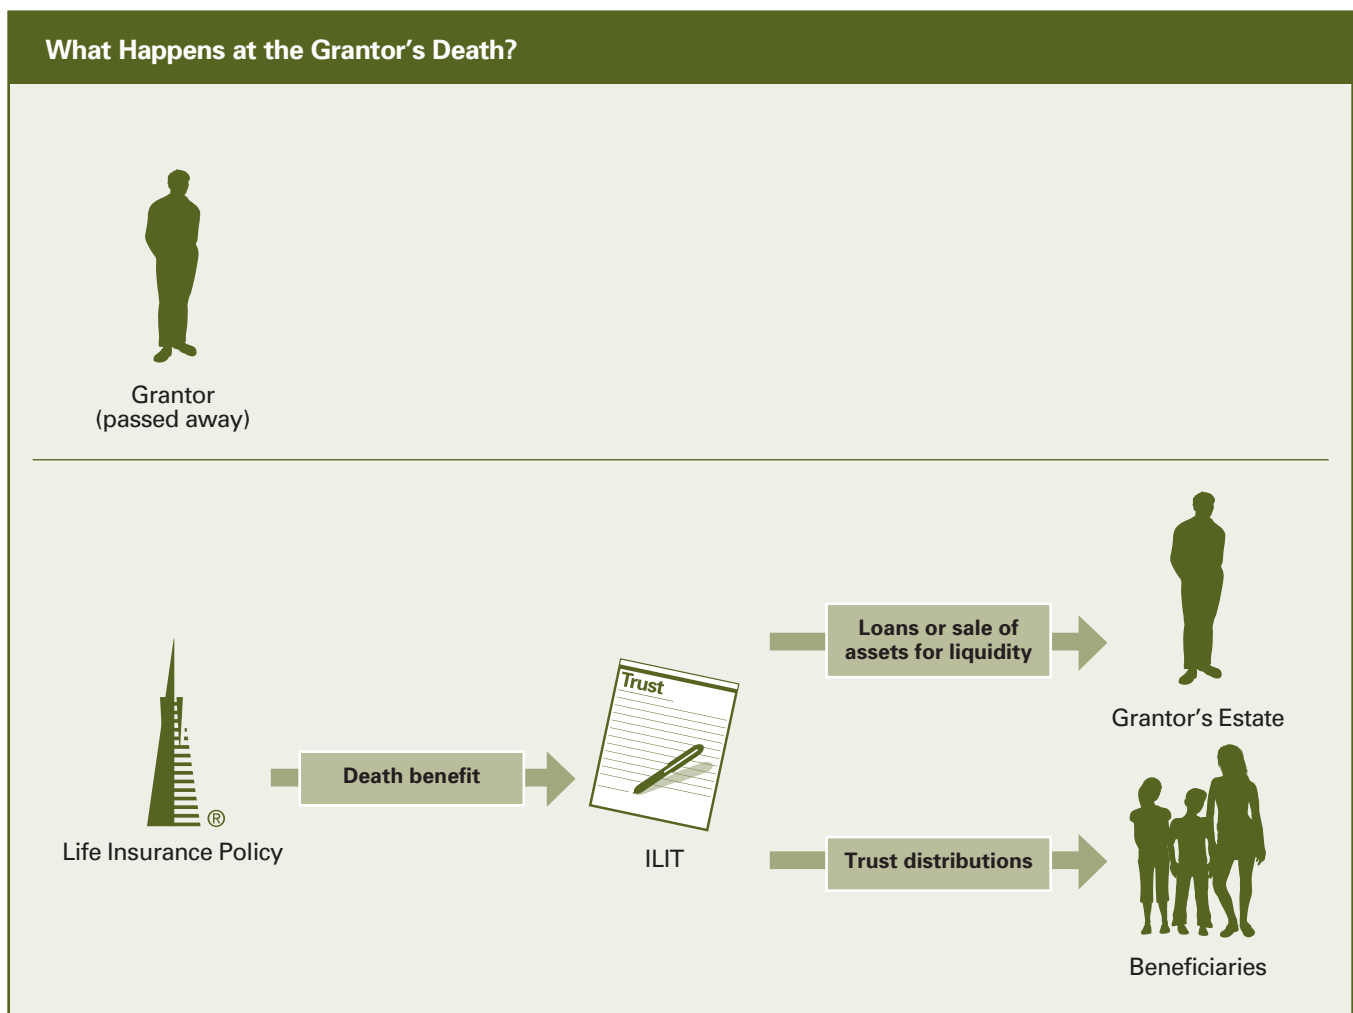 What Happens at the Grantor’s Death?
Grantor
(passed away)
Loans or sale of
assets for liquidity
Grantor’s Estate
Trust
Death benefit
®
Life Insurance Policy
ILIT
Trust distributions
Beneficiaries